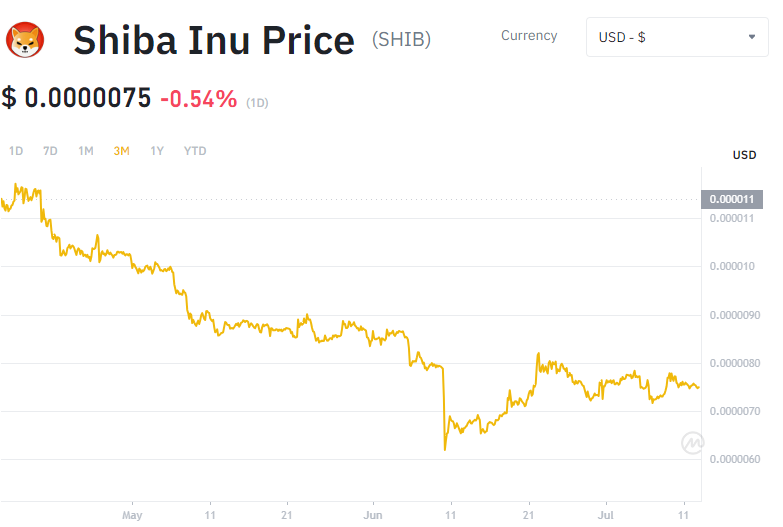 Shiba Inu Price (SHIB)
Currency
USD - $
$ 0.0000075 -0.54% (1D)
1D 7D 1M 3M 1Y YTD
USD
0.000011
0.000011
0.000010
0.0000090
0.0000080
0.0000070
0.0000060
May 11 21 Jun 11 21 Jul 11